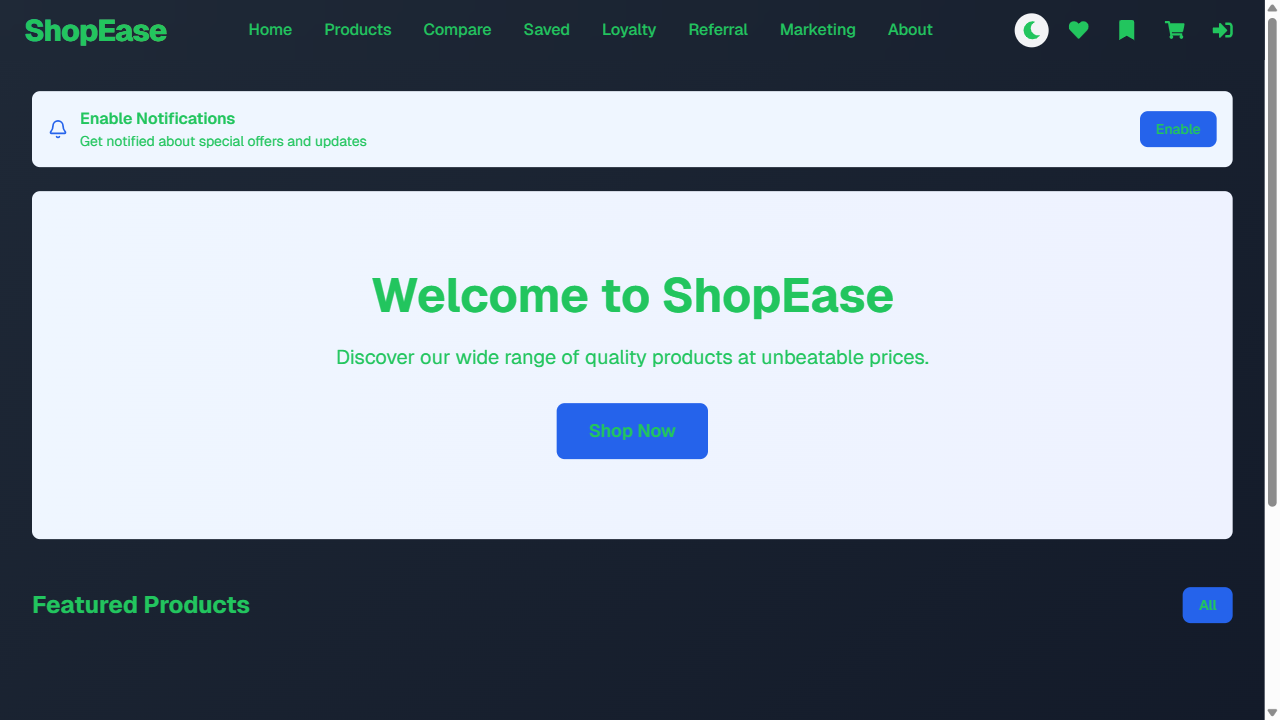 ShopEase
Home
Products
Compare
Saved
Loyalty
Referral
Marketing
About
Enable Notifications
Get notified about special offers and updates
Enable
Welcome to ShopEase
Discover our wide range of quality products at unbeatable prices.
Shop Now
Featured Products
All